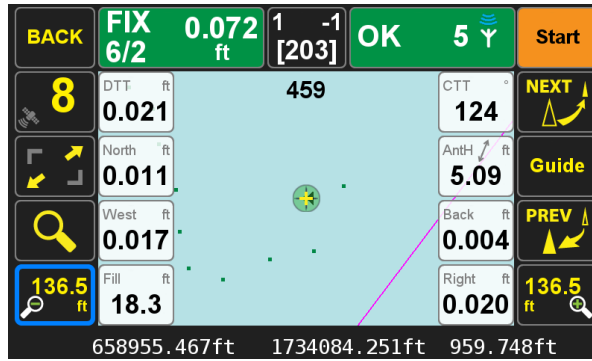 BACK
FIX 0.072
6/2 ft
1 -1
[203]
OK 5
Start
8
DTT ft
0.021
459
CTT °
124
NEXT
North ft
0.011
AntH ft
5.09
Guide
West ft
0.017
Back ft
0.004
PREV
136.5
ft
Fill ft
18.3
Right ft
0.020
136.5
ft
658955.467ft 1734084.251ft 959.748ft